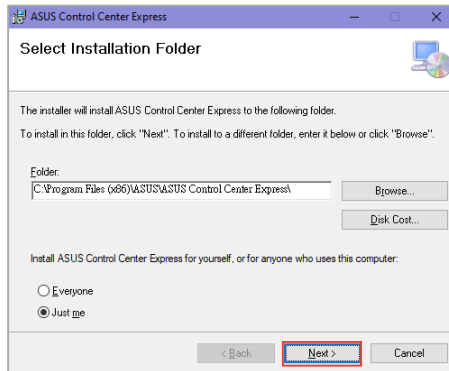 ASUS Control Center Express
Select Installation Folder
The installer will install ASUS Control Center Express to the following folder.
To install in this folder, click "Next". To install to a different folder, enter it below or click "Browse".
Folder:
C:\Program Files (x86)\ASUS\ASUS Control Center Express\
Browse...
Disk Cost...
Install ASUS Control Center Express for yourself, or for anyone who uses this computer:
Everyone
Just me
< Back
Next >
Cancel